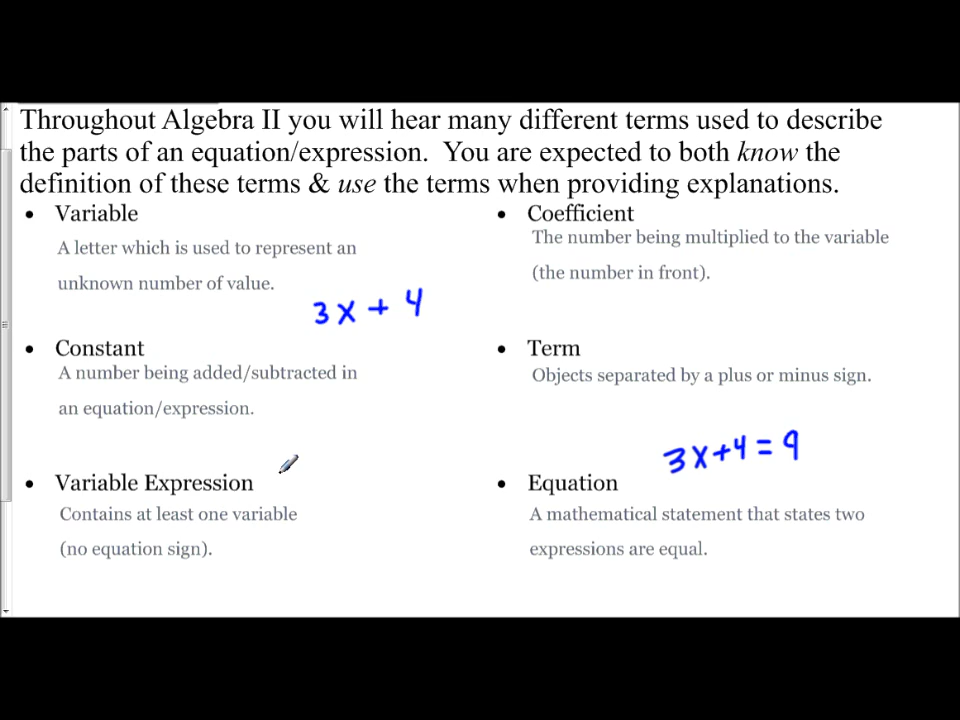 Throughout Algebra II you will hear many different terms used to describe
the parts of an equation/expression. You are expected to both know the
definition of these terms & use the terms when providing explanations.
• Variable
A letter which is used to represent an
unknown number of value.
3x + 4
• Coefficient
The number being multiplied to the variable
(the number in front).
• Constant
A number being added/subtracted in
an equation/expression.
• Term
Objects separated by a plus or minus sign.
• Variable Expression
Contains at least one variable
(no equation sign).
3x+4=9
• Equation
A mathematical statement that states two
expressions are equal.